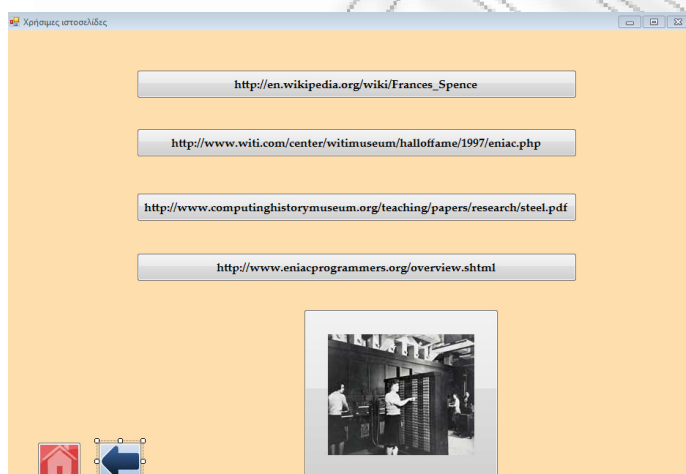 Χρήσιμες ιστοσελίδες
http://en.wikipedia.org/wiki/Frances_Spence
http://www.witi.com/center/witimuseum/halloffame/1997/eniac.php
http://www.computinghistorymuseum.org/teaching/papers/research/steel.pdf
http://www.eniacprogrammers.org/overview.shtml